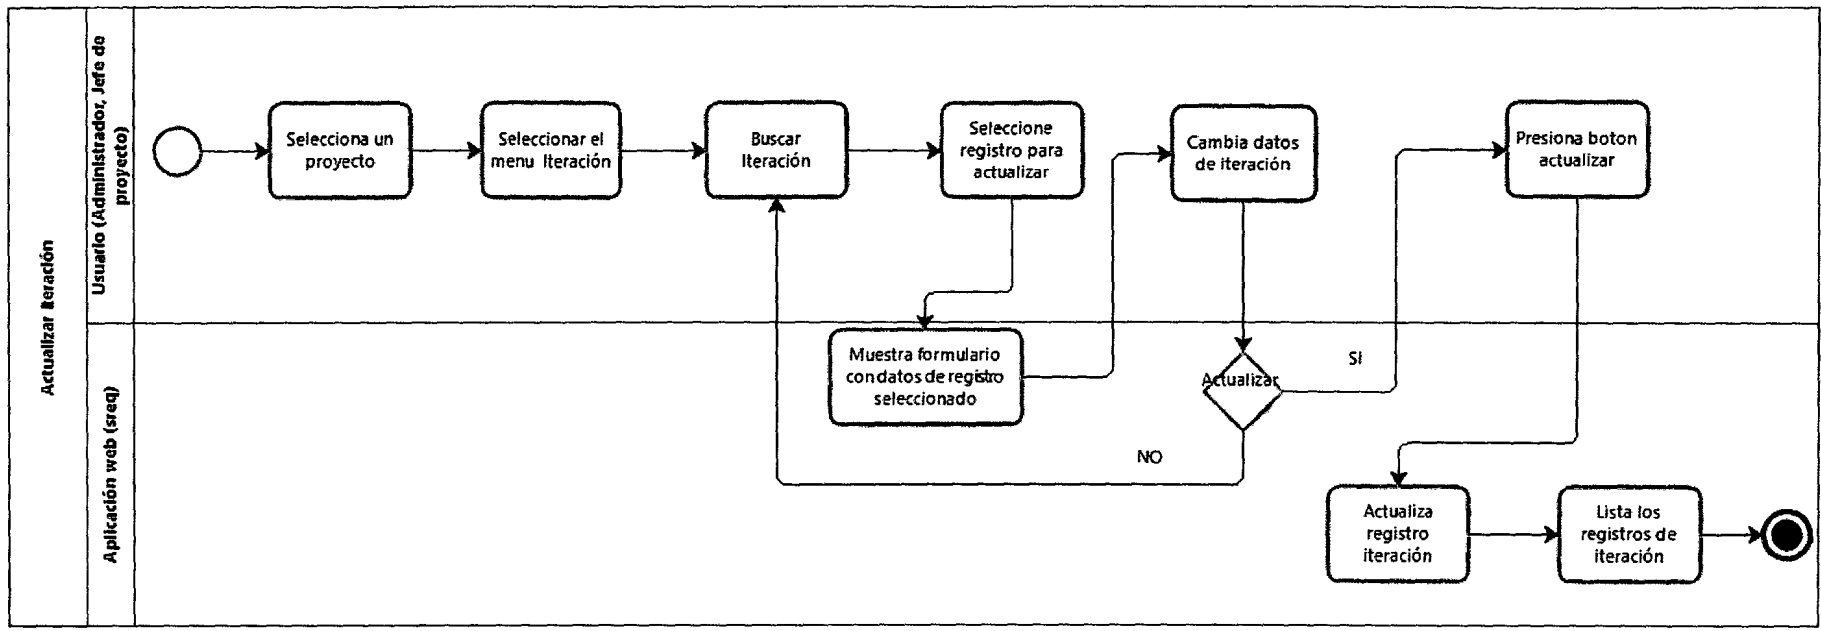 Actualizar Iteración
Usuario (Administrador, Jefe de
proyecto)
Selecciona un
proyecto
Seleccionar el
menu Iteración
Buscar
Iteración
Seleccione
registro para
actualizar
Cambia datos
de iteración
Presiona boton
actualizar
Aplicación web (sreq)
Muestra formulario
con datos de registro
seleccionado
Actualizar
SI
NO
Actualiza
registro
iteración
Lista los
registros de
iteración